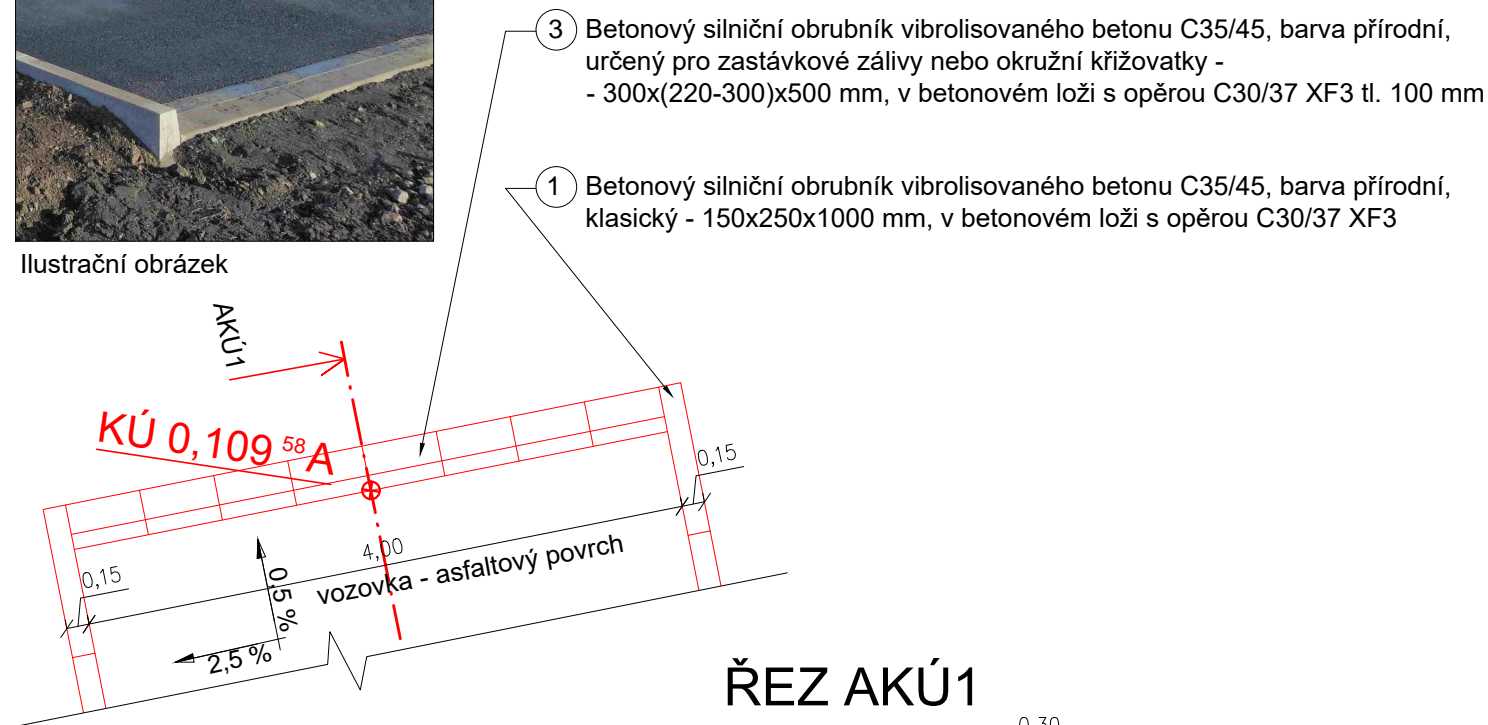 3 Betonový silniční obrubník vibrolisovaného betonu C35/45, barva přírodní,
určený pro zastávkové zálivy nebo okružní křižovatky -
- 300x(220-300)x500 mm, v betonovém loži s opěrou C30/37 XF3 tl. 100 mm
1 Betonový silniční obrubník vibrolisovaného betonu C35/45, barva přírodní,
klasický - 150x250x1000 mm, v betonovém loži s opěrou C30/37 XF3
Ilustrační obrázek
AKÚ1
KÚ 0,109 58 A
0,15
4,00
vozovka - asfaltový povrch
0,15
0,5 %
2,5 %
ŘEZ AKÚ1
0,30